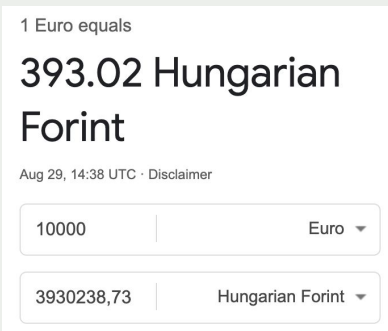 1 Euro equals
393.02 Hungarian
Forint
Aug 29, 14:38 UTC · Disclaimer
10000 Euro
3930238,73 Hungarian Forint